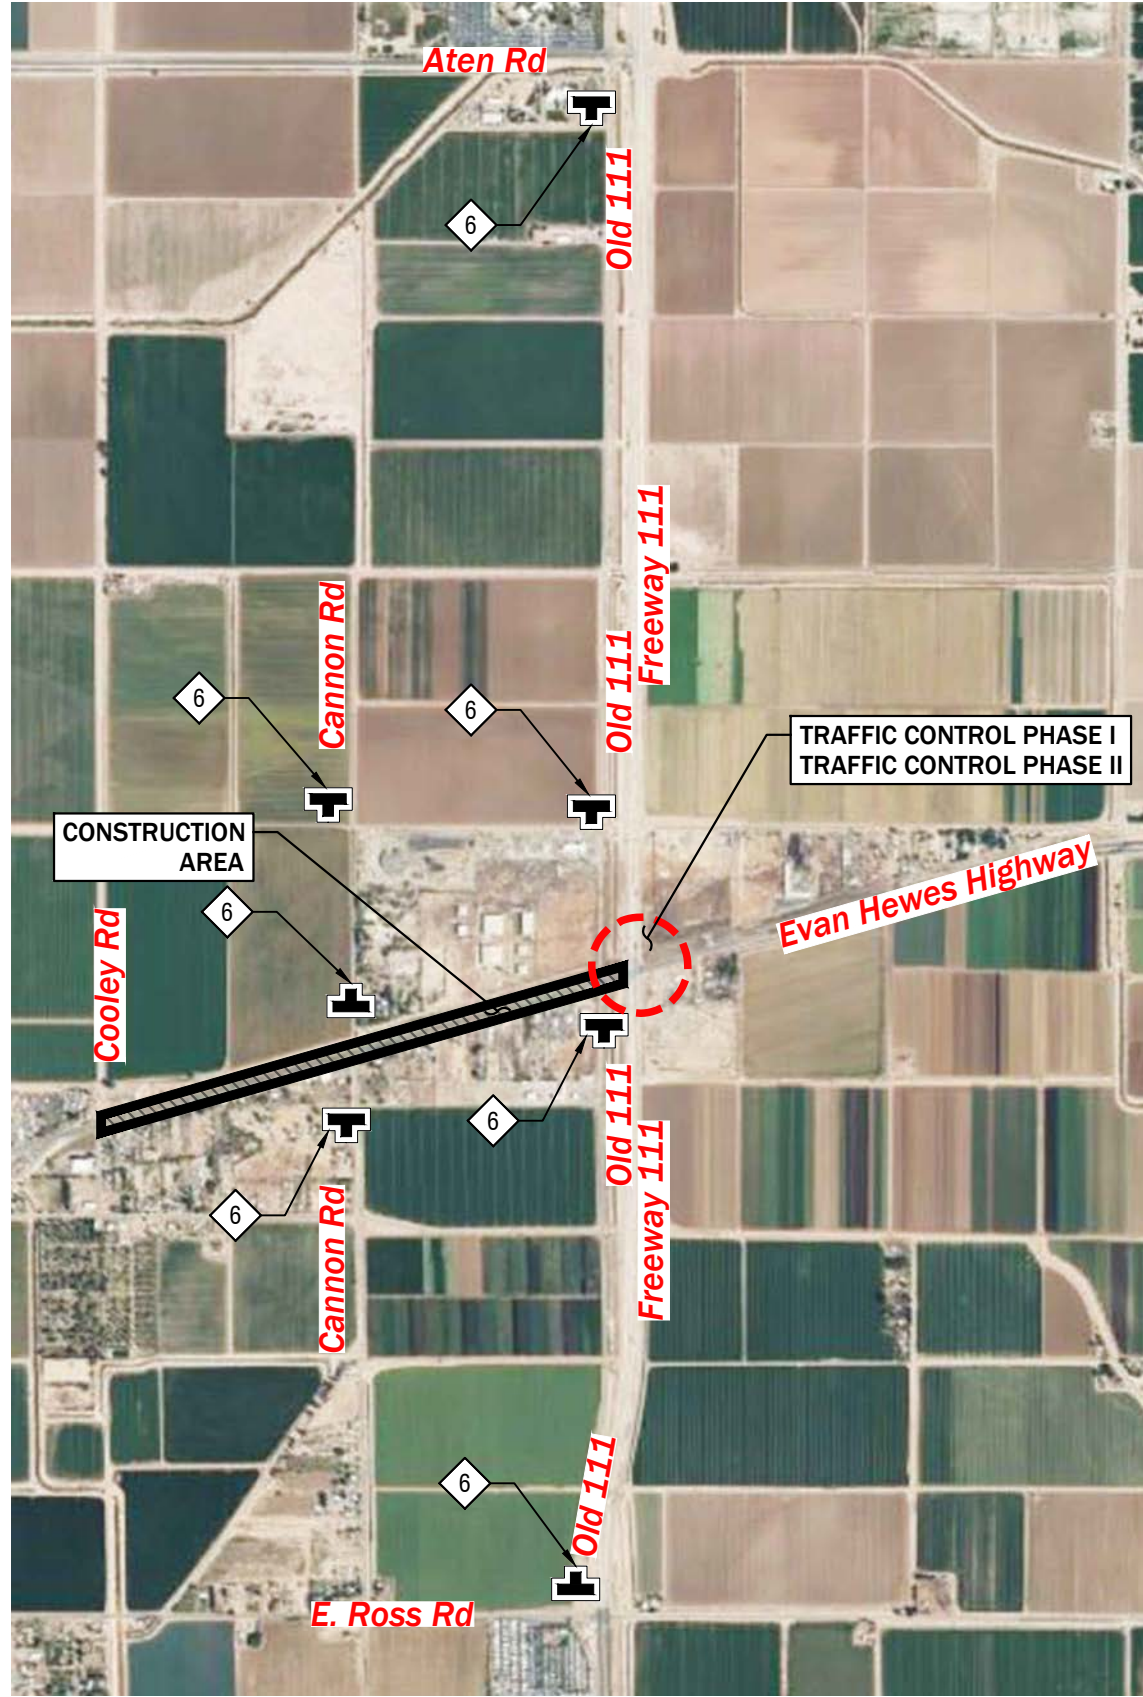 Aten Rd
Old 111
6
Freeway 111
Cannon Rd
Old 111
6
6
TRAFFIC CONTROL PHASE I
TRAFFIC CONTROL PHASE II
CONSTRUCTION
AREA
Evan Hewes Highway
6
Cooley Rd
Old 111
6
Freeway 111
Cannon Rd
6
Old 111
6
E. Ross Rd